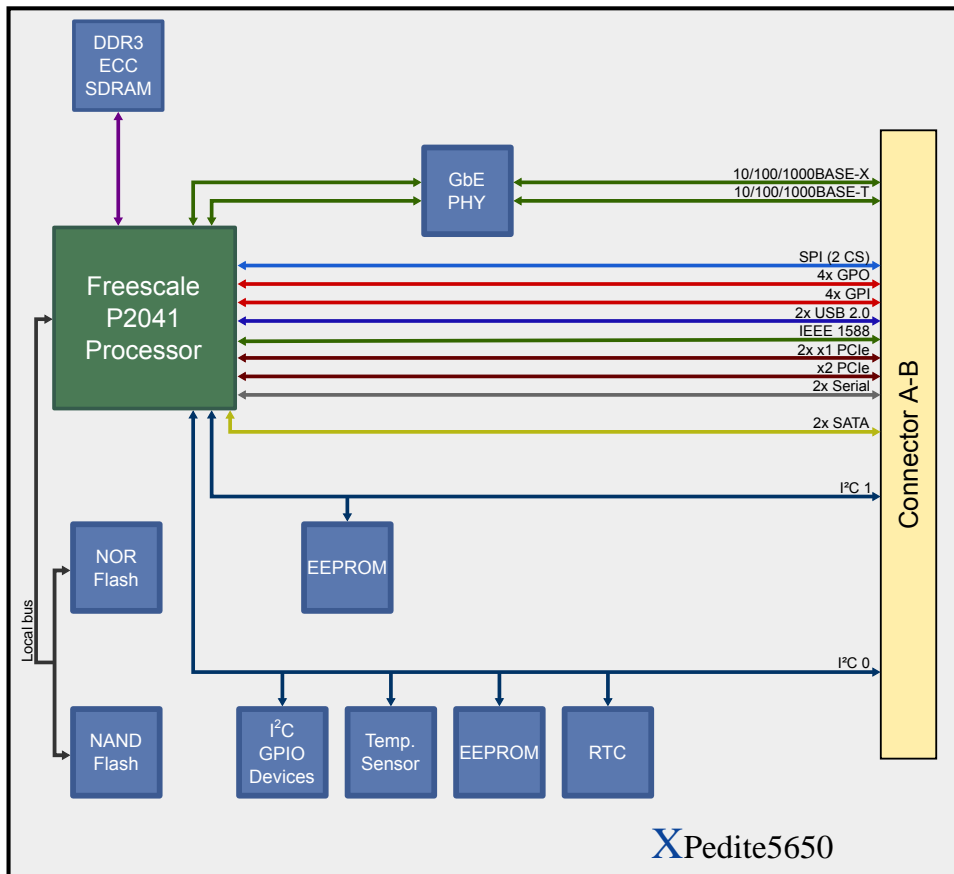 DDR3
ECC
SDRAM
GbE
PHY
10/100/1000BASE-X
10/100/1000BASE-T
Freescale
P2041
Processor
SPI (2 CS)
4x GPO
4x GPI
2x USB 2.0
IEEE 1588
2x x1 PCIe
x2 PCIe
2x Serial
2x SATA
Connector A-B
I²C 1
EEPROM
NOR
Flash
Local bus
I²C 0
NAND
Flash
I²C
GPIO
Devices
Temp.
Sensor
EEPROM
RTC
XPedite5650